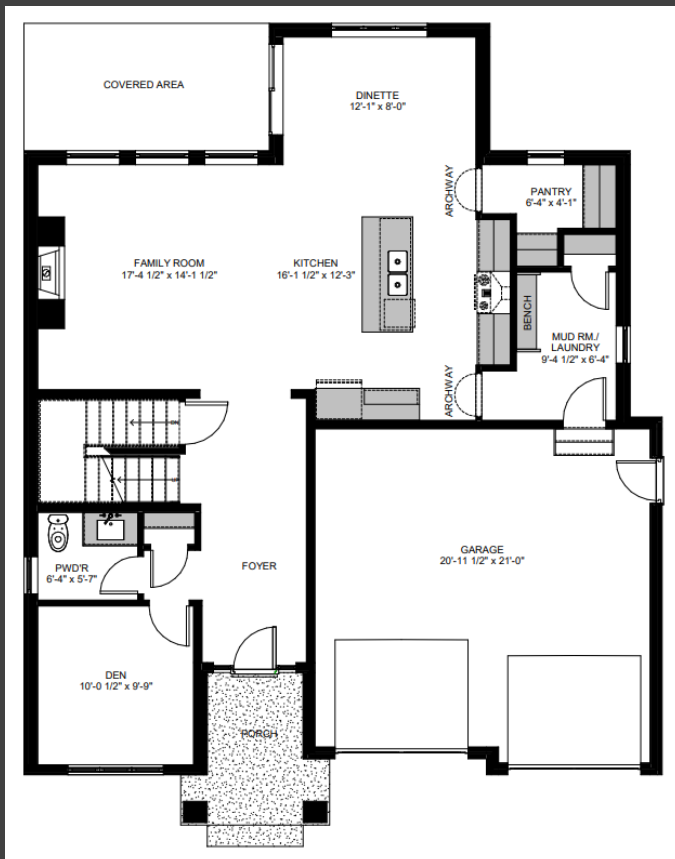 COVERED AREA
DINETTE
12'-1" x 8'-0"
ARCHWAY
PANTRY
6'-4" x 4'-1"
FAMILY ROOM
17'-4 1/2" x 14'-1 1/2"
KITCHEN
16'-1 1/2" x 12'-3"
BENCH
MUD RM./
LAUNDRY
9'-4 1/2" x 6'-4"
ARCHWAY
DN
UP
PWD'R
6'-4" x 5'-7"
FOYER
GARAGE
20'-11 1/2" x 21'-0"
DEN
10'-0 1/2" x 9'-9"
PORCH